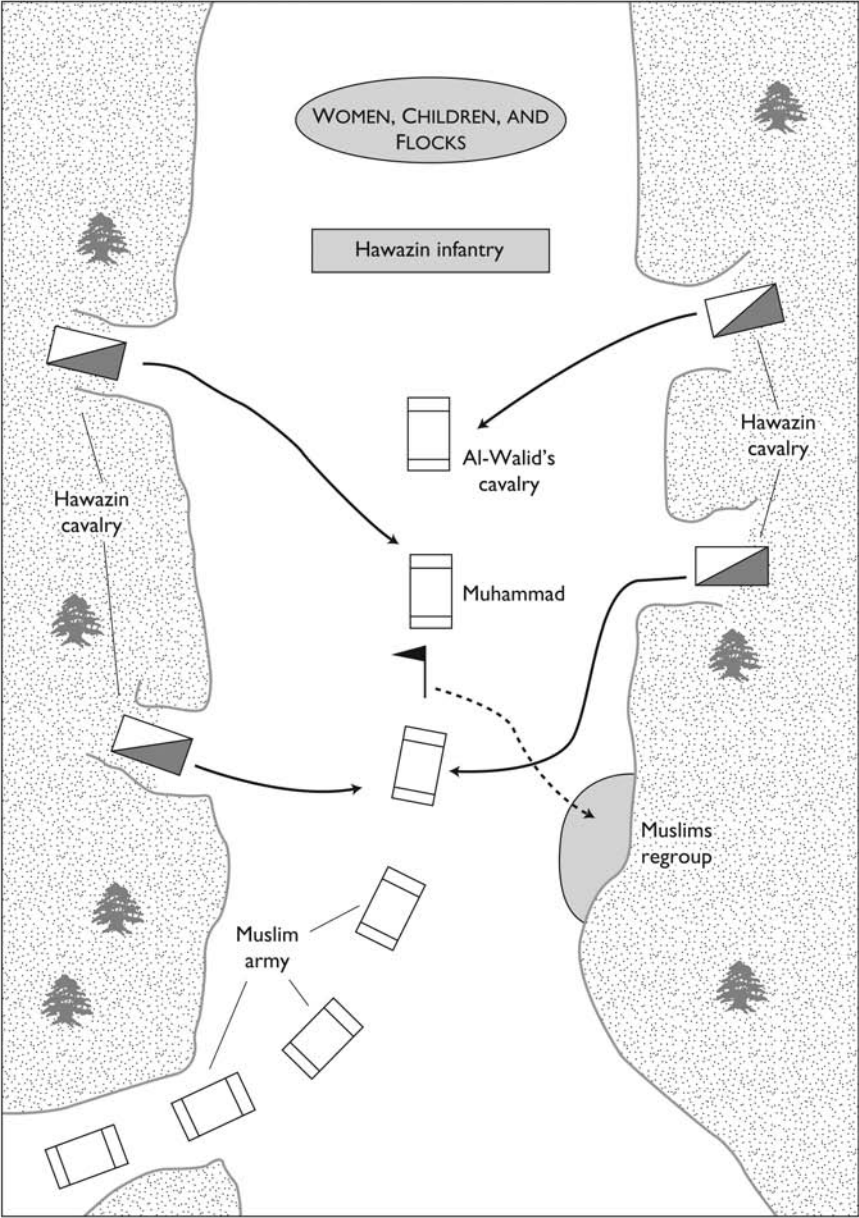 WOMEN, CHILDREN, AND
FLOCKS
Hawazin infantry
Hawazin
cavalry
Al-Walid's
cavalry
Hawazin
cavalry
Muhammad
Muslims
regroup
Muslim
army